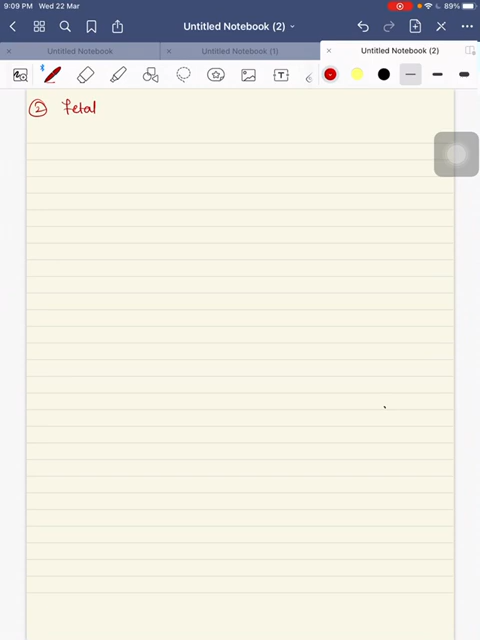 9:09 PM Wed 22 Mar 89%
Untitled Notebook (2)
Untitled Notebook Untitled Notebook (1) Untitled Notebook (2)
② Fetal